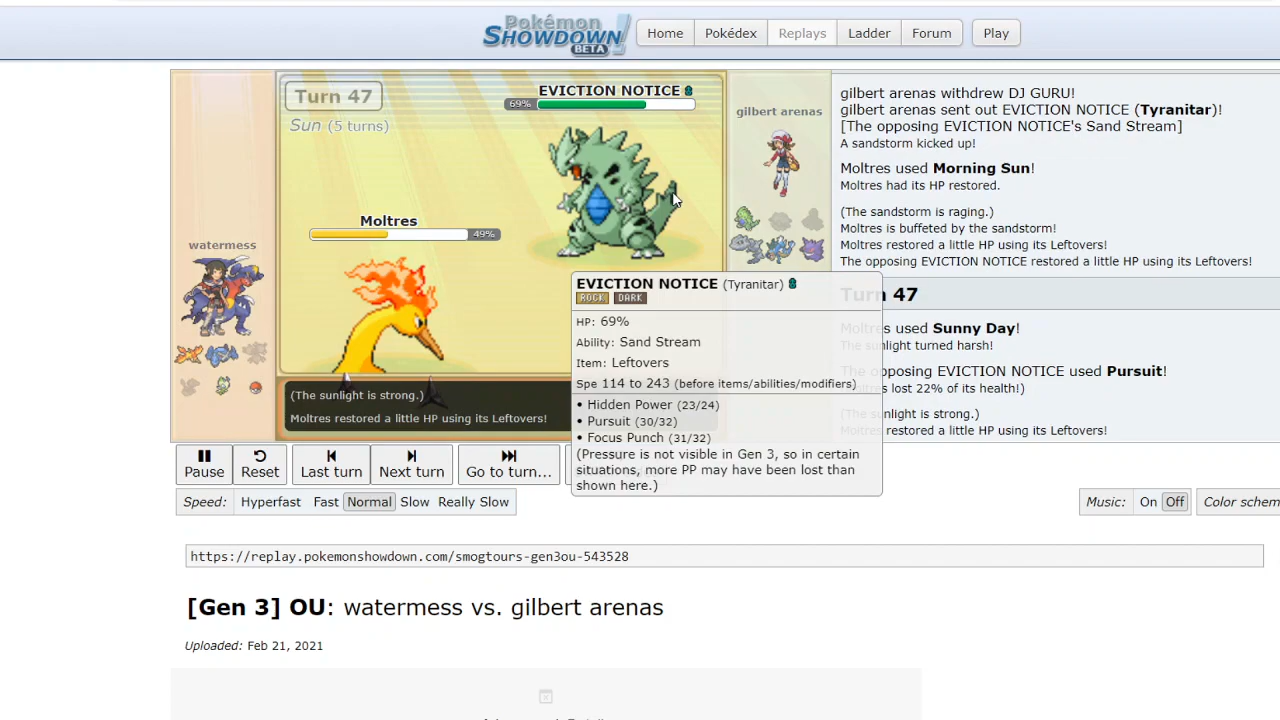 Pokémon
SHOWDOWN!
BETA
Home
Pokédex
Replays
Ladder
Forum
Play
Turn 47
Sun (5 turns)
EVICTION NOTICE
69%
Moltres
49%
watermess
gilbert arenas
(The sunlight is strong.)
Moltres restored a little HP using its Leftovers!
EVICTION NOTICE (Tyranitar)
ROCK DARK
HP: 69%
Ability: Sand Stream
Item: Leftovers
Spe 114 to 243 (before items/abilities/modifiers)
• Hidden Power (23/24)
• Pursuit (30/32)
• Focus Punch (31/32)
(Pressure is not visible in Gen 3, so in certain
situations, more PP may have been lost than
shown here.)
gilbert arenas withdrew DJ GURU!
gilbert arenas sent out EVICTION NOTICE (Tyranitar)!
[The opposing EVICTION NOTICE's Sand Stream]
A sandstorm kicked up!
Moltres used Morning Sun!
Moltres had its HP restored.
(The sandstorm is raging.)
Moltres is buffeted by the sandstorm!
Moltres restored a little HP using its Leftovers!
The opposing EVICTION NOTICE restored a little HP using its Leftovers!
Turn 47
Moltres used Sunny Day!
The sunlight turned harsh!
The opposing EVICTION NOTICE used Pursuit!
lost 22% of its health!)
(The sunlight is strong.)
Moltres restored a little HP using its Leftovers!
Pause
Reset
Last turn
Next turn
Go to turn...
Speed: Hyperfast Fast Normal Slow Really Slow
Music: On Off
Color schem
https://replay.pokemonshowdown.com/smogtours-gen3ou-543528
[Gen 3] OU: watermess vs. gilbert arenas
Uploaded: Feb 21, 2021